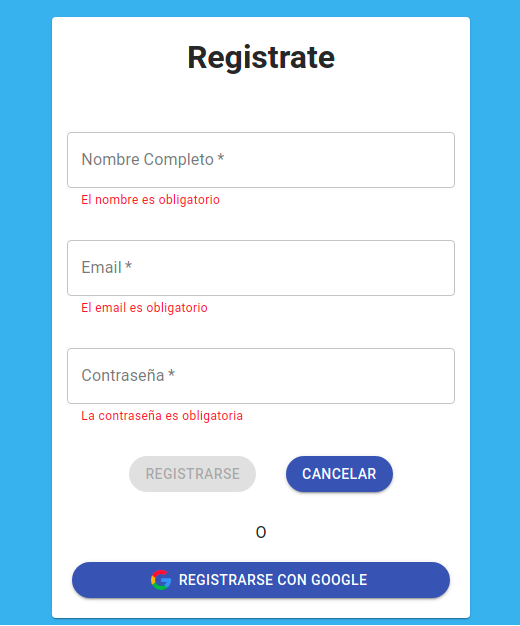 Registrate
Nombre Completo *
El nombre es obligatorio
Email *
El email es obligatorio
Contraseña *
La contraseña es obligatoria
REGISTRARSE CANCELAR
O
REGISTRARSE CON GOOGLE